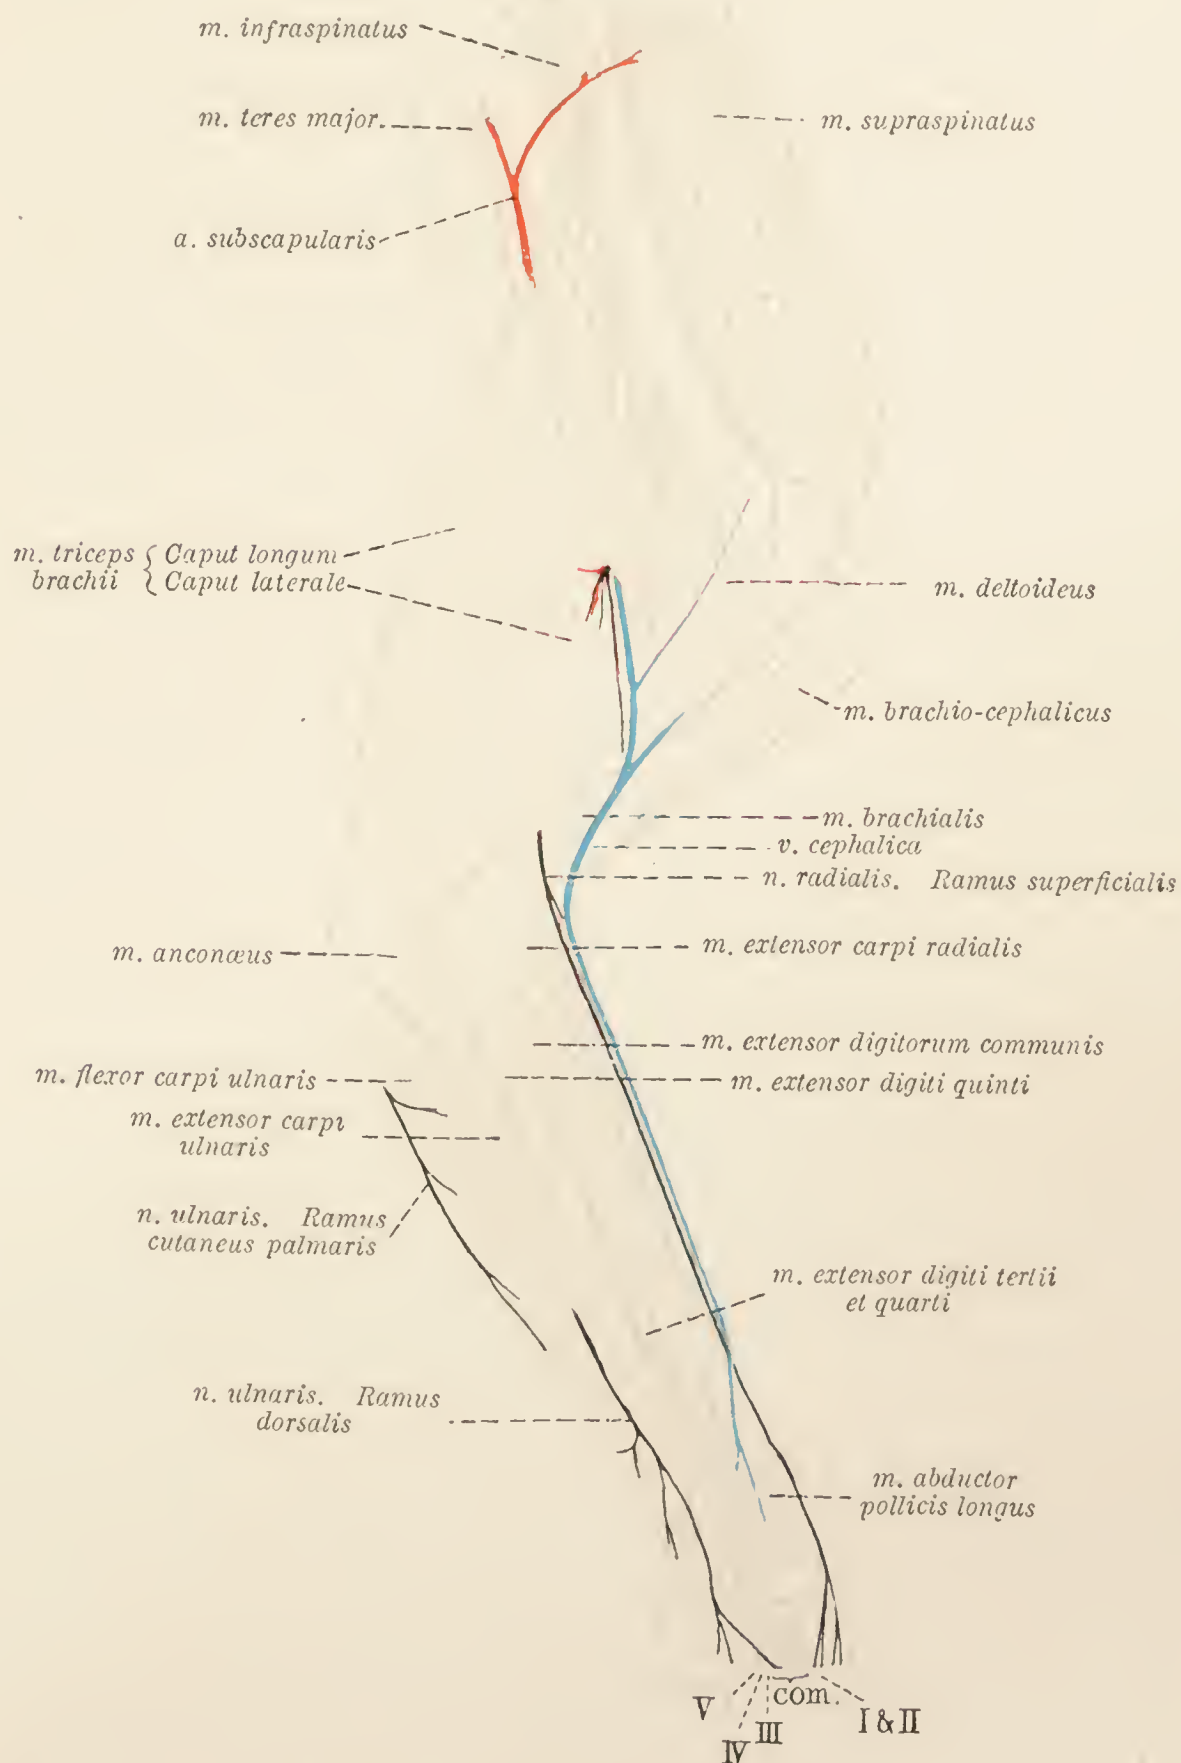 m. infraspinatus
m. teres major.
m. supraspinatus
a. subscapularis
m. triceps { Caput longum
brachii { Caput laterale
m. deltoideus
m. brachio-cephalicus
m. brachialis
v. cephalica
n. radialis. Ramus superficialis
m. anconæus
m. extensor carpi radialis
m. extensor digitorum communis
m. flexor carpi ulnaris
m. extensor digiti quinti
m. extensor carpi
ulnaris
n. ulnaris. Ramus
cutaneus palmaris
m. extensor digiti tertii
et quarti
n. ulnaris. Ramus
dorsalis
m. abductor
pollicis longus
V
IV
III
com.
I & II